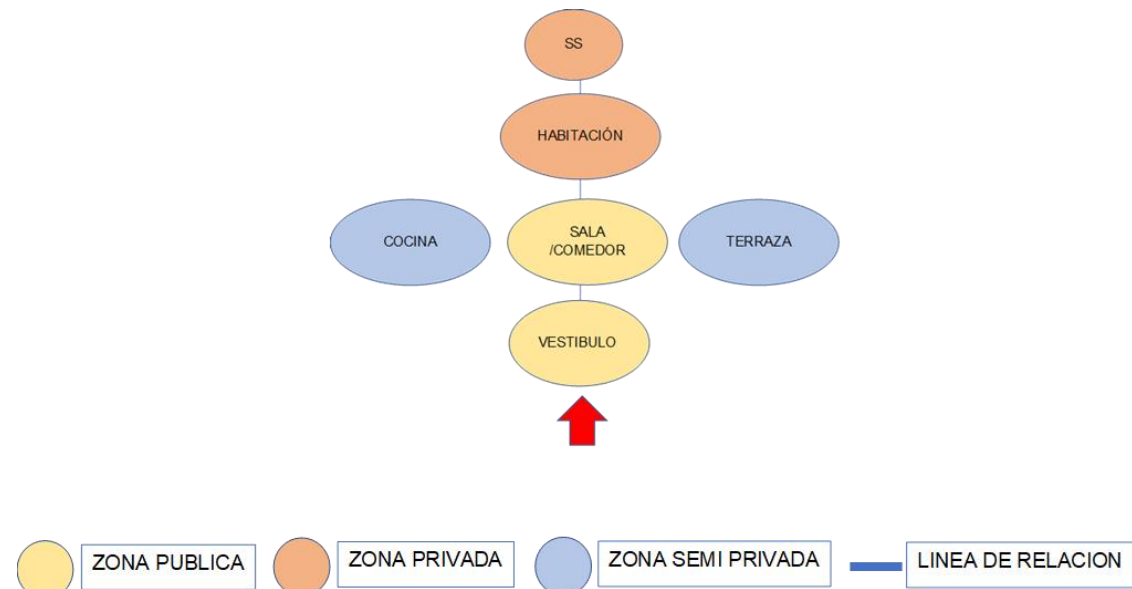 SS
HABITACIÓN
COCINA
SALA
/COMEDOR
TERRAZA
VESTIBULO
ZONA PUBLICA
ZONA PRIVADA
ZONA SEMI PRIVADA
LINEA DE RELACION